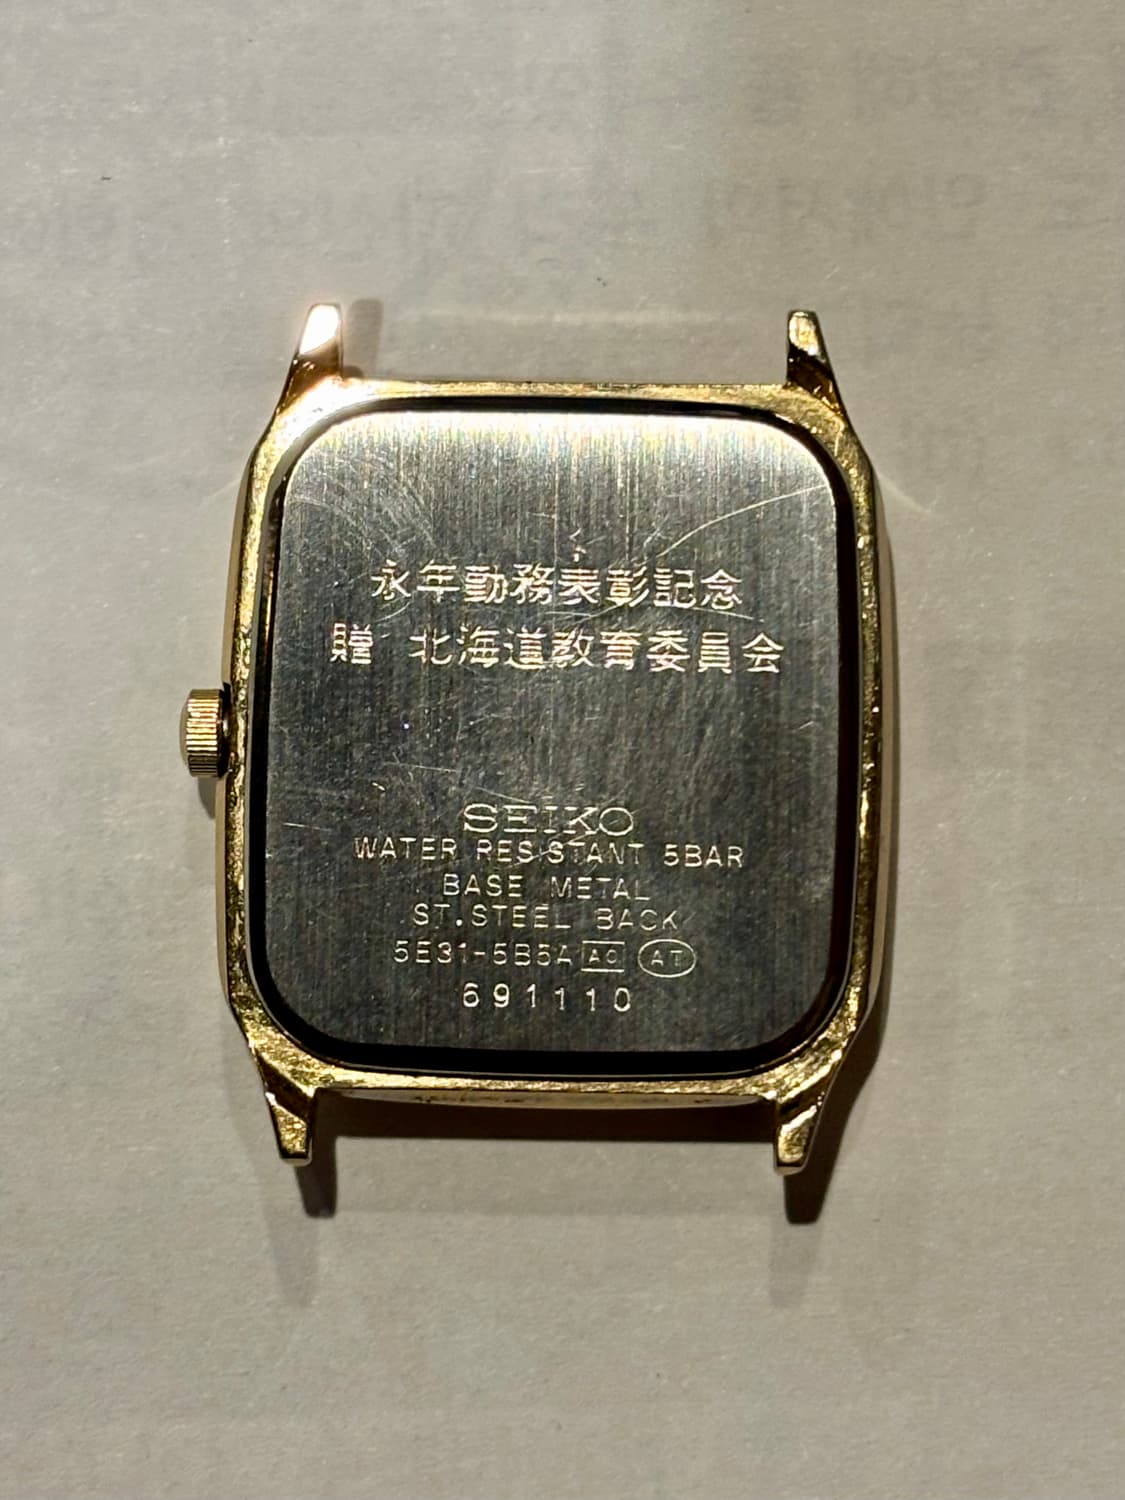 永年勤務表彰記念
贈 北海道教育委員会
SEIKO
WATER RESISTANT 5BAR
BASE METAL
ST.STEEL BACK
5E31-5B5A AC AT
691110